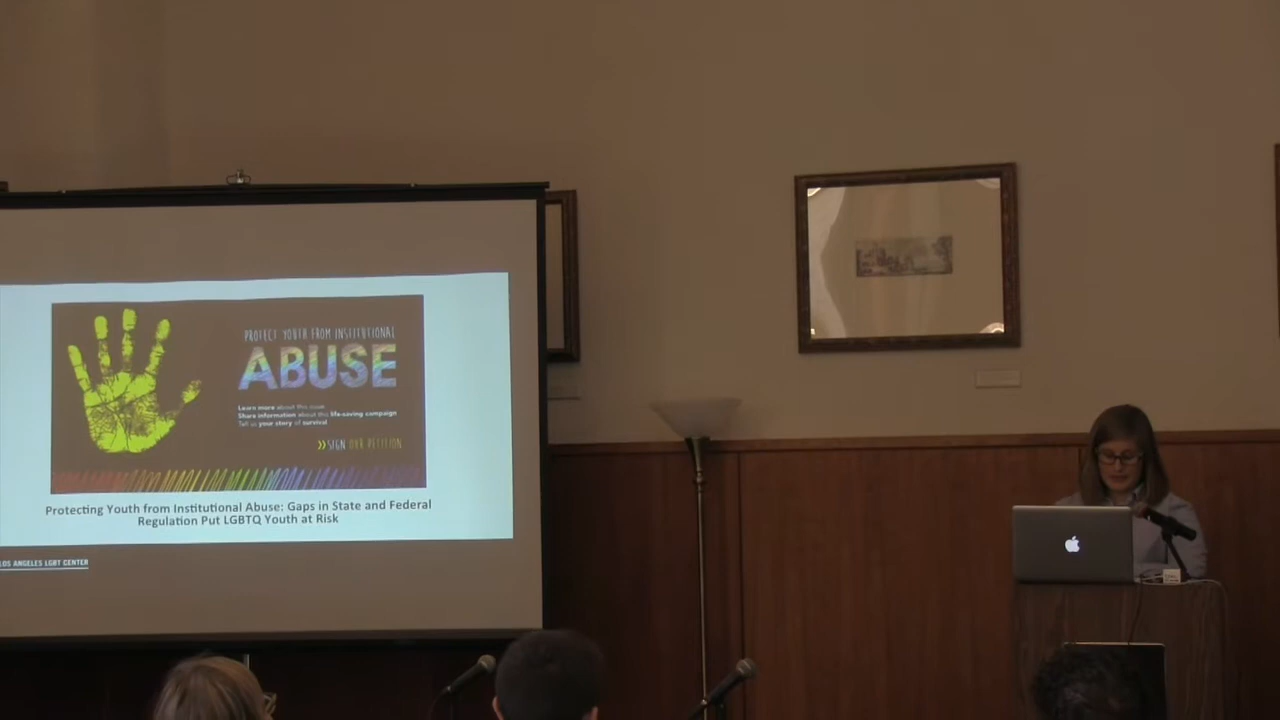 PROTECT YOUTH FROM INSTITUTIONAL
ABUSE
Learn more about the issue
Share information about this life-saving campaign
Tell us your story of survival
>>SIGN OUR PETITION
Protecting Youth from Institutional Abuse: Gaps in State and Federal
Regulation Put LGBTQ Youth at Risk
LOS ANGELES LGBT CENTER